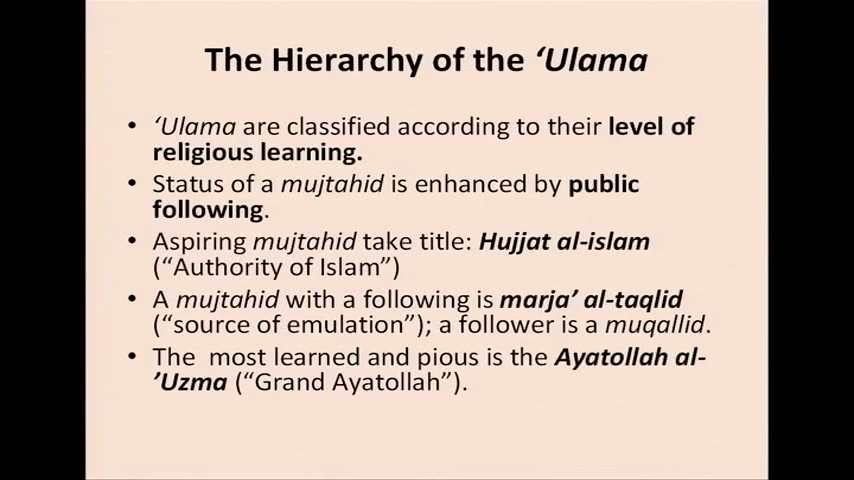 The Hierarchy of the ‘Ulama
• ‘Ulama are classified according to their level of
religious learning.
• Status of a mujtahid is enhanced by public
following.
• Aspiring mujtahid take title: Hujjat al-islam
(“Authority of Islam”)
• A mujtahid with a following is marja’ al-taqlid
(“source of emulation”); a follower is a muqallid.
• The  most learned and pious is the Ayatollah al-
’Uzma (“Grand Ayatollah”).